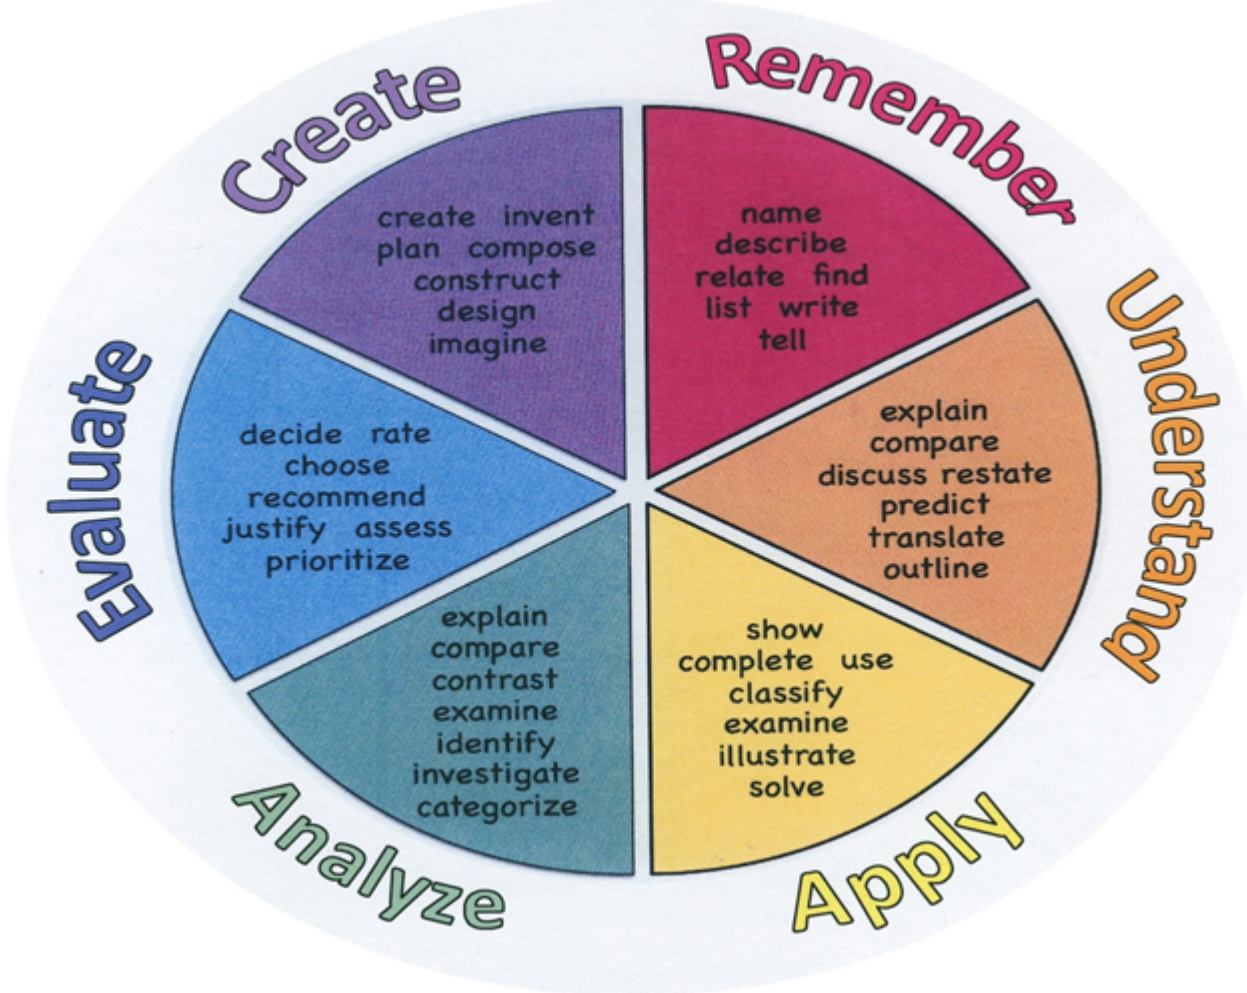 Remember
name
describe
relate find
list write
tell
Understand
explain
compare
discuss restate
predict
translate
outline
Apply
show
complete use
classify
examine
illustrate
solve
Analyze
explain
compare
contrast
examine
identify
investigate
categorize
Evaluate
decide rate
choose
recommend
justify assess
prioritize
Create
create invent
plan compose
construct
design
imagine